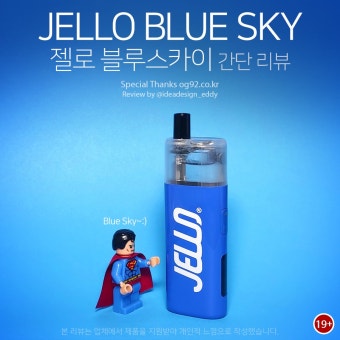 JELLO BLUE SKY
젤로 블루스카이 간단 리뷰
Special Thanks og92.co.kr
Review by @ideadesign_eddy
Blue Sky~:)
JELLO®
본 리뷰는 업체에서 제품을 지원받아 개인적 느낌으로 작성했습니다.
19+